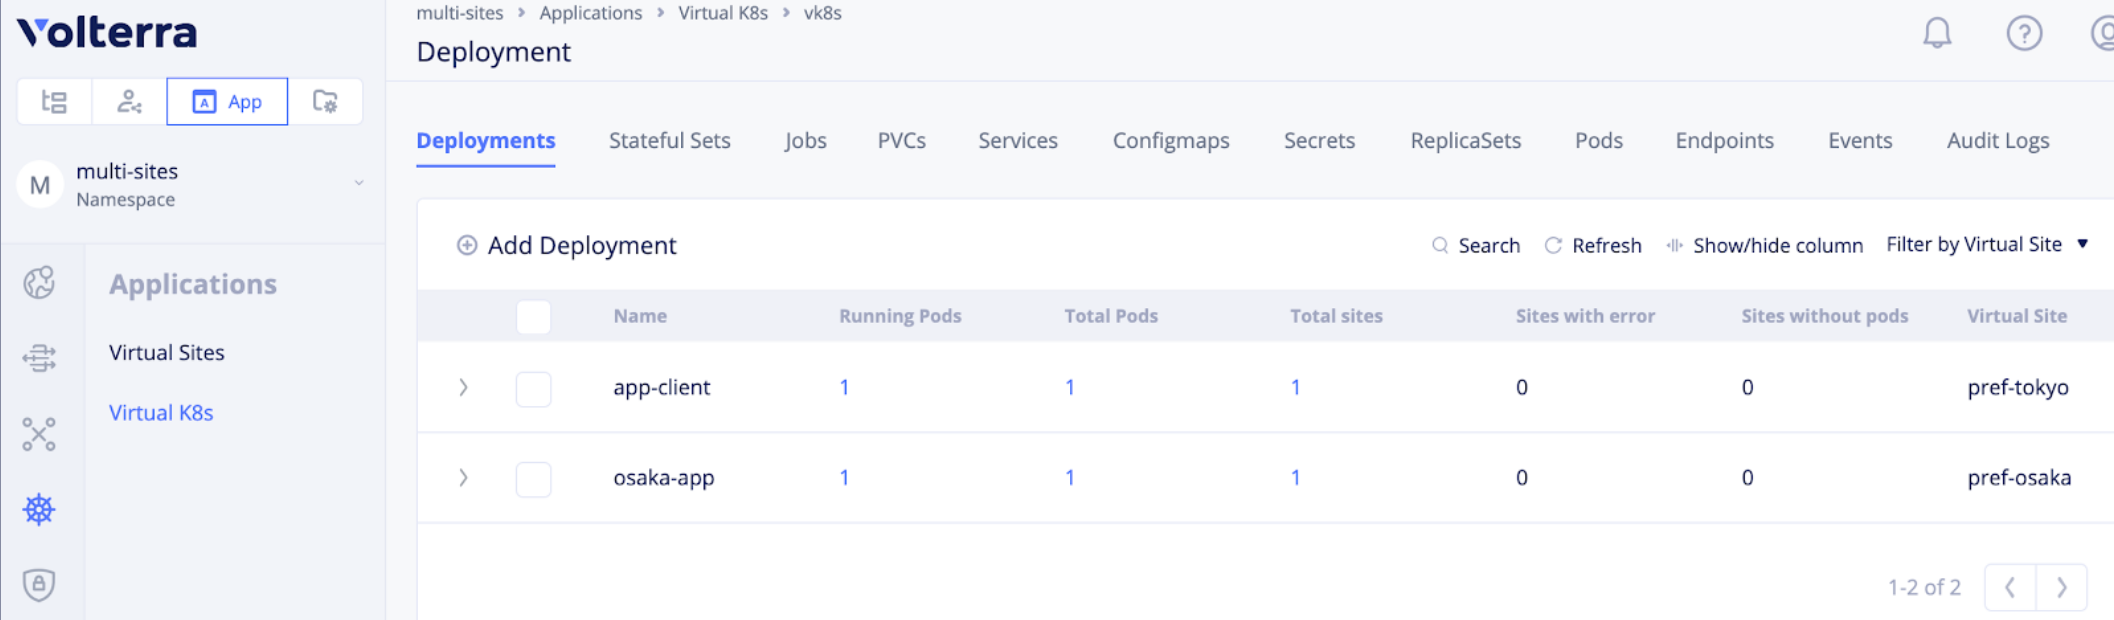 Volterra
App
M
multi-sites
Namespace
Applications
Virtual Sites
Virtual K8s
multi-sites > Applications > Virtual K8s > vk8s
Deployment
Deployments Stateful Sets Jobs PVCs Services Configmaps Secrets ReplicaSets Pods Endpoints Events Audit Logs
Add Deployment Search Refresh Show/hide column Filter by Virtual Site
Name Running Pods Total Pods Total sites Sites with error Sites without pods Virtual Site
app-client 1 1 1 0 0 pref-tokyo
osaka-app 1 1 1 0 0 pref-osaka
1-2 of 2